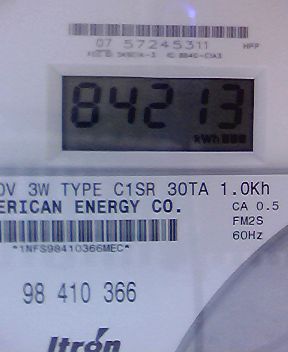 07 57245311
84213
kWh
0V 3W TYPE C1SR 30TA 1.0Kh
ERICAN ENERGY CO. CA 0.5
FM2S
60Hz
*1NFS98410366MEC*
98 410 366
Itrón